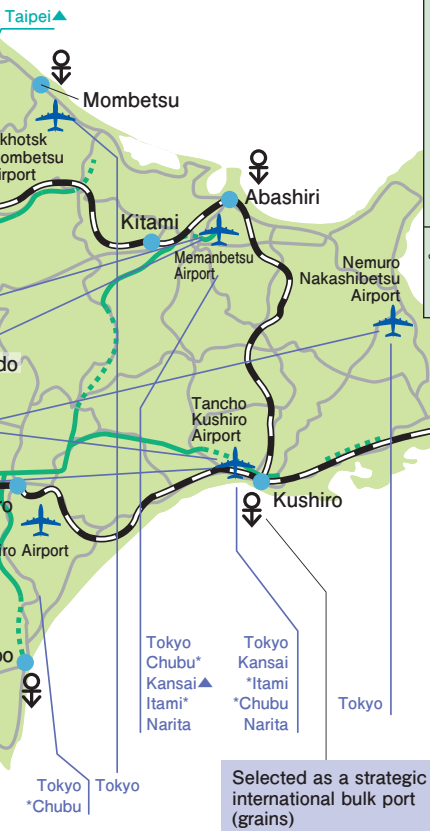 Taipei▲
Mombetsu
khotsk
ombetsu
irport
Abashiri
Kitami
Memanbetsu
Airport
Nemuro
Nakashibetsu
Airport
do
Tancho
Kushiro
Airport
ro
Kushiro
iro Airport
oo
Tokyo
Chubu*
Kansai▲
Itami*
Narita
Tokyo
Kansai
*Itami
*Chubu
Narita
Tokyo
Tokyo
*Chubu
Tokyo
Selected as a strategic
international bulk port
(grains)